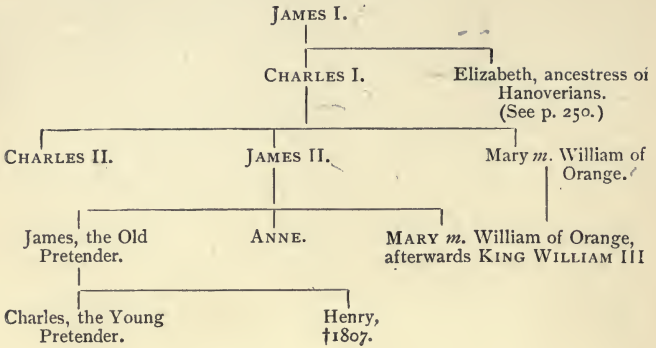 JAMES I.
CHARLES I.
Elizabeth, ancestress of
Hanoverians.
(See p. 250.)
CHARLES II.
JAMES II.
Mary m. William of
Orange.
James, the Old
Pretender.
ANNE.
MARY m. William of Orange,
afterwards KING WILLIAM III
Charles, the Young
Pretender.
Henry,
†1807.